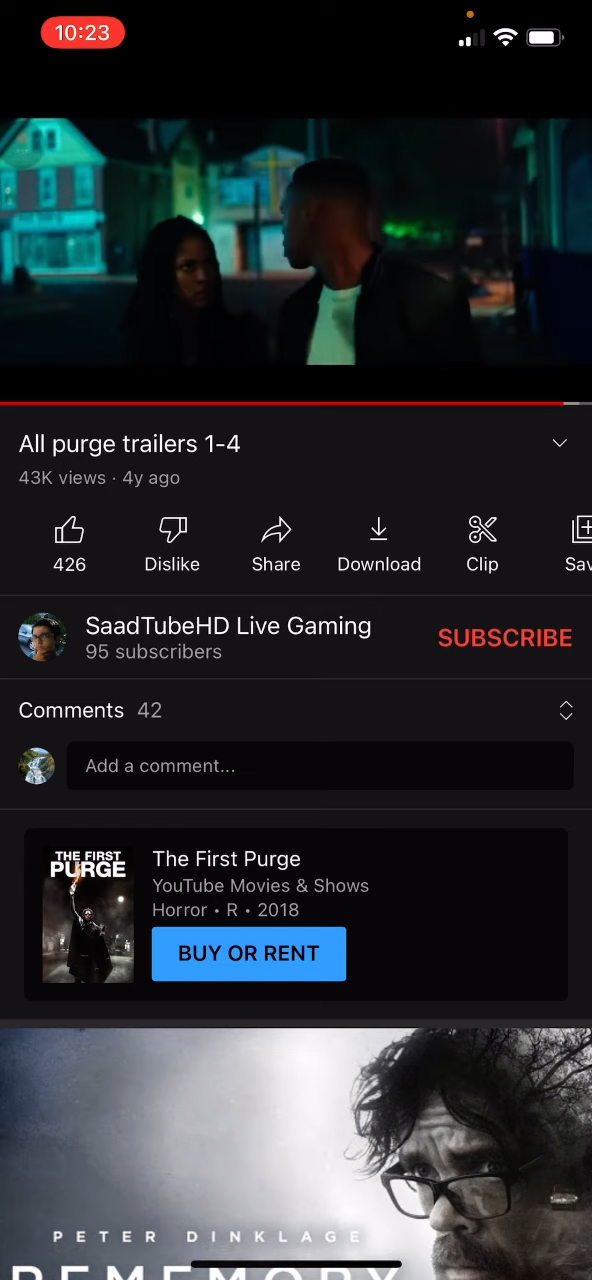 10:23
All purge trailers 1-4
43K views · 4y ago
426
Dislike
Share
Download
Clip
Sav
SaadTubeHD Live Gaming
95 subscribers
SUBSCRIBE
Comments 42
Add a comment...
THE FIRST
PURGE
The First Purge
YouTube Movies & Shows
Horror • R • 2018
BUY OR RENT
PETER DINKLAGE
REMEMORY